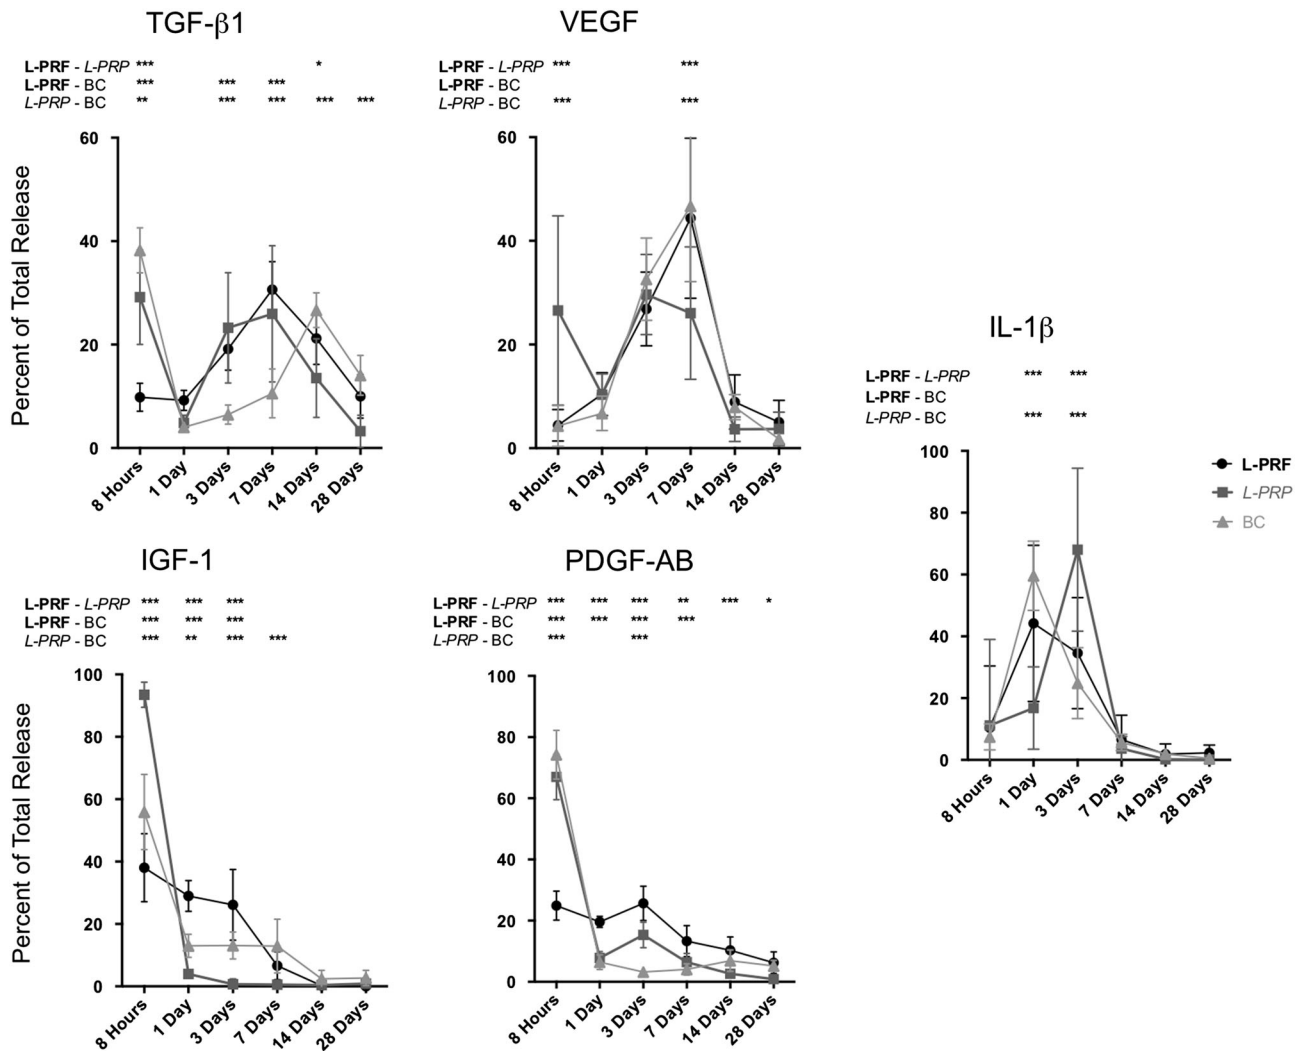 TGF-β1
L-PRF - L-PRP *** *
L-PRF - BC *** *** ***
L-PRP - BC ** *** *** *** ***
Percent of Total Release
60
40
20
0
8 Hours
1 Day
3 Days
7 Days
14 Days
28 Days
VEGF
L-PRF - L-PRP *** ***
L-PRF - BC
L-PRP - BC *** ***
60
40
20
0
8 Hours
1 Day
3 Days
7 Days
14 Days
28 Days
IL-1β
L-PRF - L-PRP *** ***
L-PRF - BC
L-PRP - BC *** ***
100
80
60
40
20
0
8 Hours
1 Day
3 Days
7 Days
14 Days
28 Days
L-PRF
L-PRP
BC
IGF-1
L-PRF - L-PRP *** *** ***
L-PRF - BC *** *** ***
L-PRP - BC *** ** *** ***
Percent of Total Release
100
80
60
40
20
0
8 Hours
1 Day
3 Days
7 Days
14 Days
28 Days
PDGF-AB
L-PRF - L-PRP *** *** *** ** *** *
L-PRF - BC *** *** *** ***
L-PRP - BC *** ***
100
80
60
40
20
0
8 Hours
1 Day
3 Days
7 Days
14 Days
28 Days